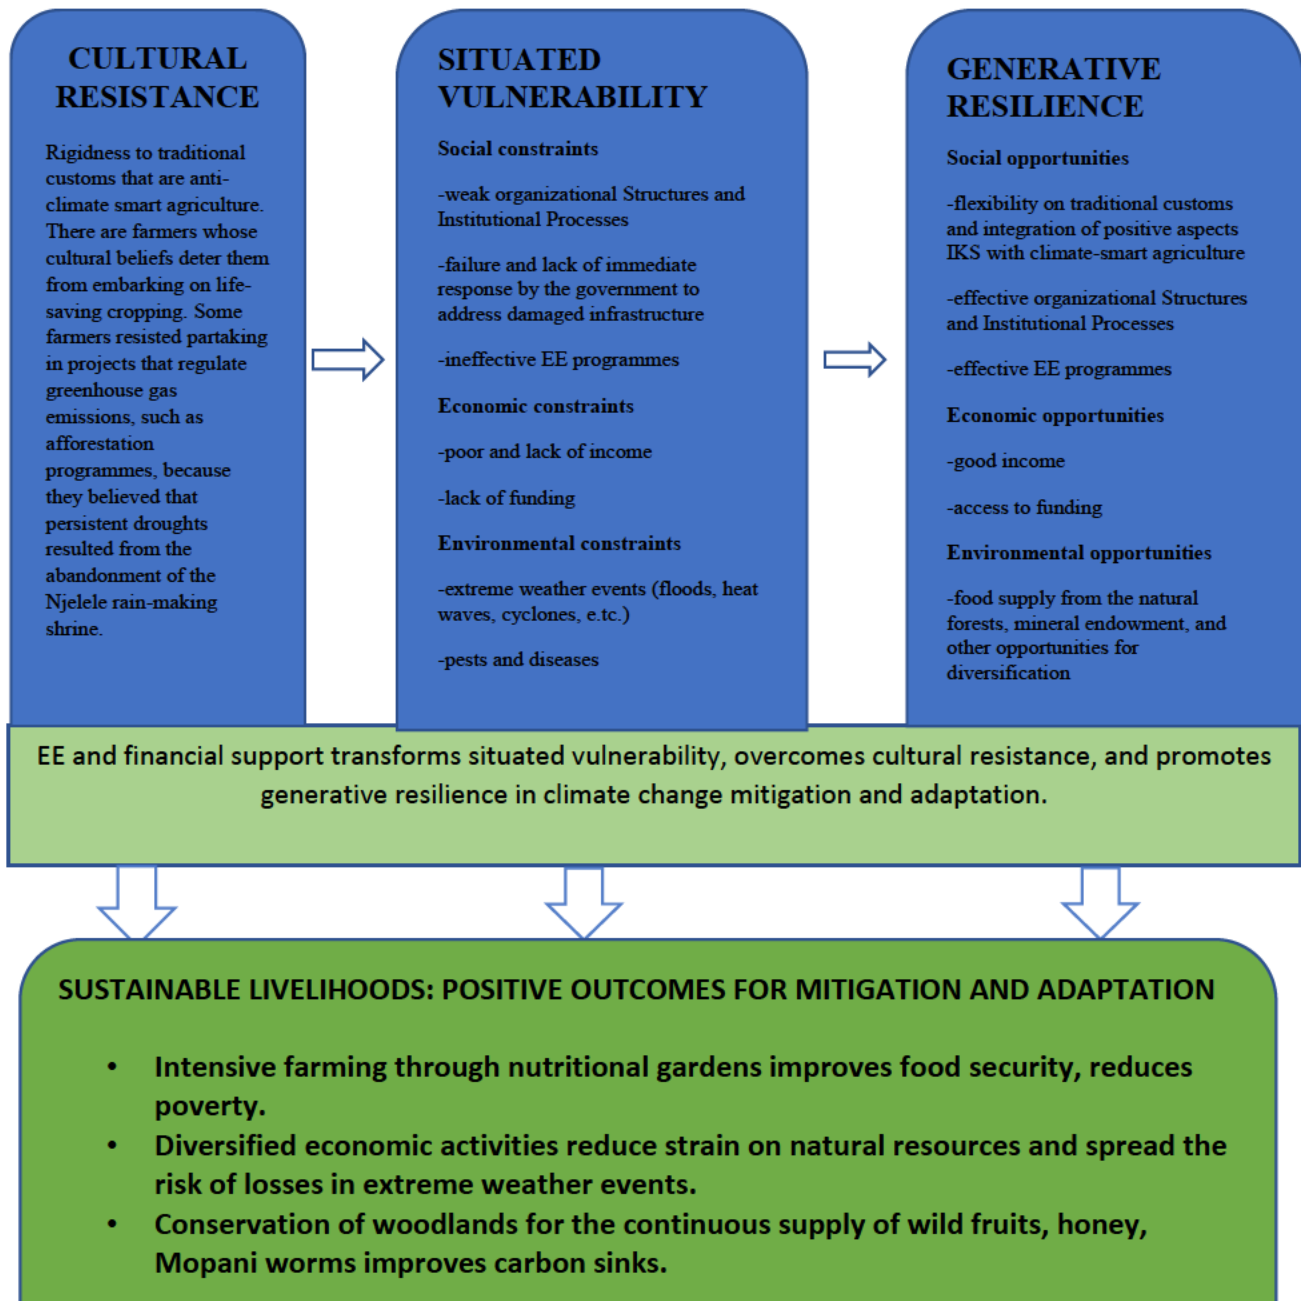 CULTURAL
RESISTANCE
Rigidness to traditional
customs that are anti-
climate smart agriculture.
There are farmers whose
cultural beliefs deter them
from embarking on life-
saving cropping. Some
farmers resisted partaking
in projects that regulate
greenhouse gas
emissions, such as
afforestation
programmes, because
they believed that
persistent droughts
resulted from the
abandonment of the
Njelele rain-making
shrine.
SITUATED
VULNERABILITY
Social constraints
-weak organizational Structures and
Institutional Processes
-failure and lack of immediate
response by the government to
address damaged infrastructure
-ineffective EE programmes
Economic constraints
-poor and lack of income
-lack of funding
Environmental constraints
-extreme weather events (floods, heat
waves, cyclones, e.tc.)
-pests and diseases
GENERATIVE
RESILIENCE
Social opportunities
-flexibility on traditional customs
and integration of positive aspects
IKS with climate-smart agriculture
-effective organizational Structures
and Institutional Processes
-effective EE programmes
Economic opportunities
-good income
-access to funding
Environmental opportunities
-food supply from the natural
forests, mineral endowment, and
other opportunities for
diversification
EE and financial support transforms situated vulnerability, overcomes cultural resistance, and promotes
generative resilience in climate change mitigation and adaptation.
SUSTAINABLE LIVELIHOODS: POSITIVE OUTCOMES FOR MITIGATION AND ADAPTATION
• Intensive farming through nutritional gardens improves food security, reduces
poverty.
• Diversified economic activities reduce strain on natural resources and spread the
risk of losses in extreme weather events.
• Conservation of woodlands for the continuous supply of wild fruits, honey,
Mopani worms improves carbon sinks.